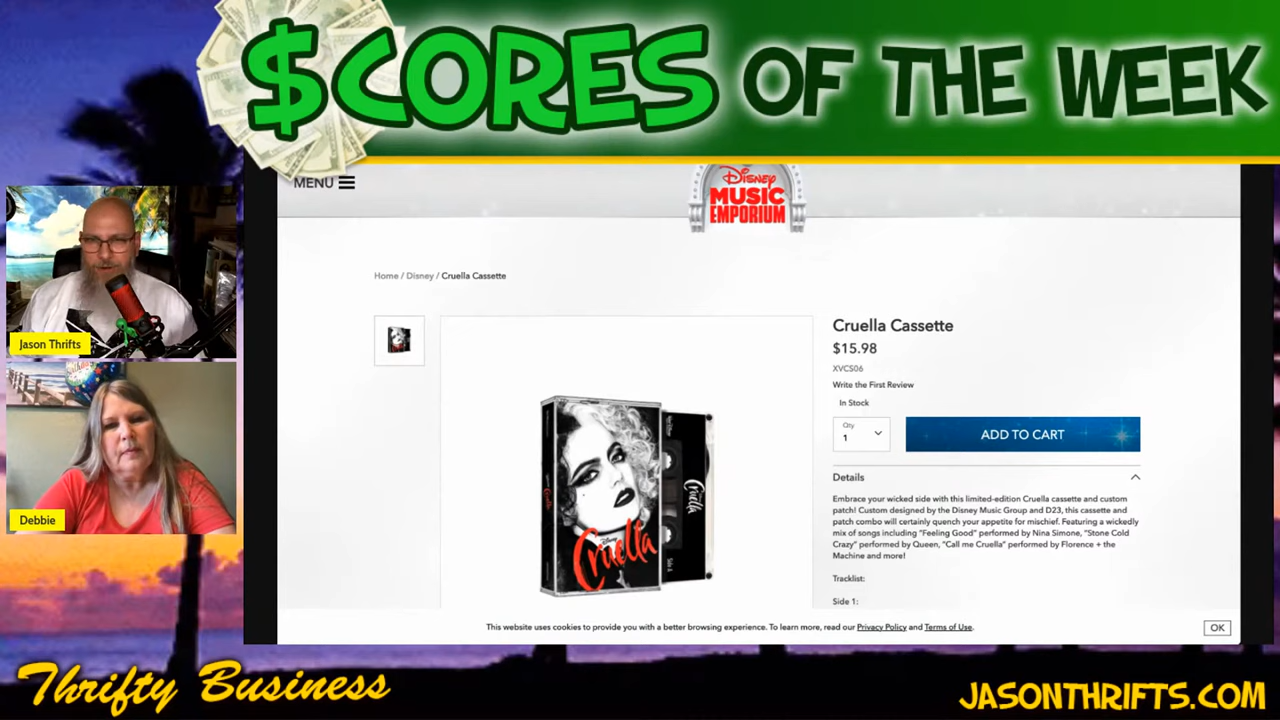 $CORES OF THE WEEK
MENU
Disney
MUSIC
EMPORIUM
Home / Disney / Cruella Cassette
Cruella Cassette
$15.98
XVCS06
Write the First Review
In Stock
Qty
1
ADD TO CART
Details
Embrace your wicked side with this limited-edition Cruella cassette and custom
patch! Custom designed by the Disney Music Group and D23, this cassette and
patch combo will certainly quench your appetite for mischief. Featuring a wickedly
mix of songs including "Feeling Good" performed by Nina Simone, "Stone Cold
Crazy" performed by Queen, "Call me Cruella" performed by Florence + the
Machine and more!
Tracklist:
Side 1:
Disney
Cruella
Cruella
This website uses cookies to provide you with a better browsing experience. To learn more, read our Privacy Policy and Terms of Use.
OK
Jason Thrifts
Debbie
Thrifty Business
JASONTHRIFTS.COM